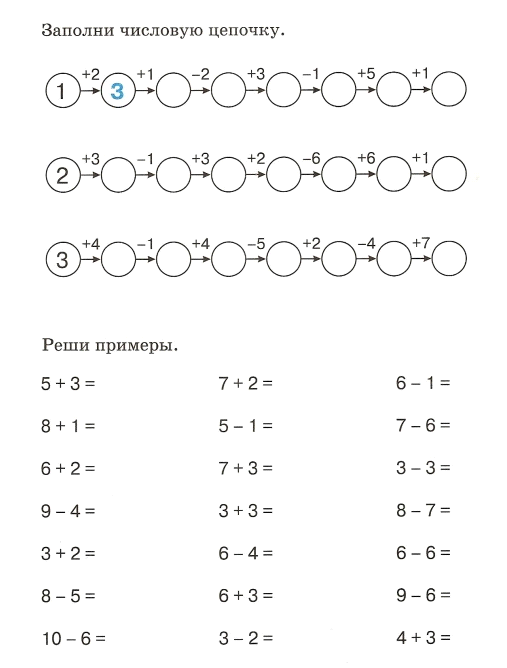 Заполни числовую цепочку.
+2 +1 −2 +3 −1 +5 +1
1 3
+3 −1 +3 +2 −6 +6 +1
2
+4 −1 +4 −5 +2 −4 +7
3
Реши примеры.
5 + 3 = 7 + 2 = 6 − 1 =
8 + 1 = 5 − 1 = 7 − 6 =
6 + 2 = 7 + 3 = 3 − 3 =
9 − 4 = 3 + 3 = 8 − 7 =
3 + 2 = 6 − 4 = 6 − 6 =
8 − 5 = 6 + 3 = 9 − 6 =
10 − 6 = 3 − 2 = 4 + 3 =